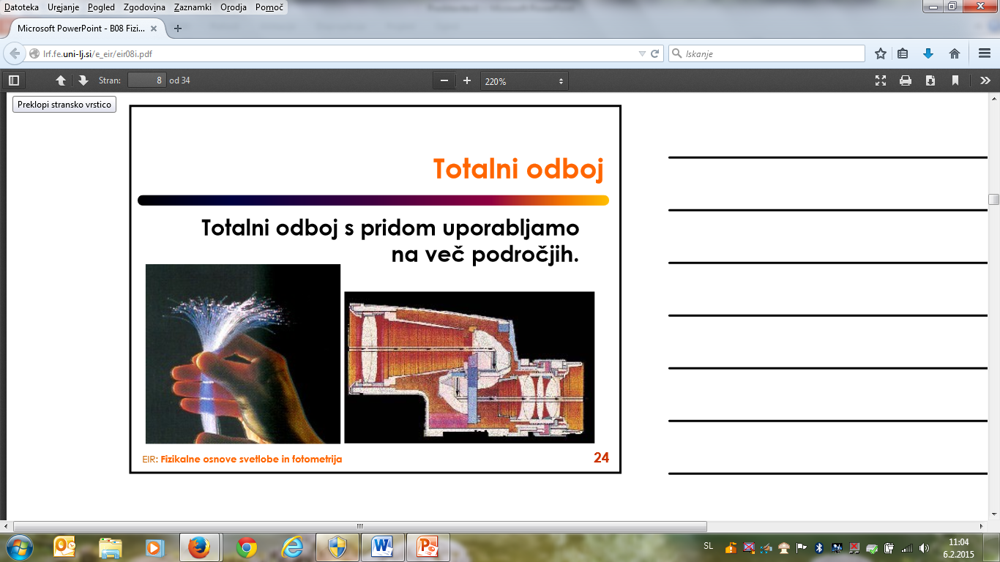 Datoteka Urejanje Pogled Zgodovina Zaznamki Orodja Pomoč
Microsoft PowerPoint - B08 Fizi...
lrf.fe.uni-lj.si/e_eir/eir08i.pdf
Iskanje
Stran: 8 od 34
220%
Preklopi stransko vrstico
Totalni odboj
Totalni odboj s pridom uporabljamo
na več področjih.
EIR: Fizikalne osnove svetlobe in fotometrija
24
SL
11:04
6.2.2015